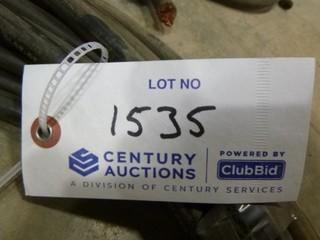 LOT NO
1535
CENTURY AUCTIONS
POWERED BY
ClubBid
A DIVISION OF CENTURY SERVICES